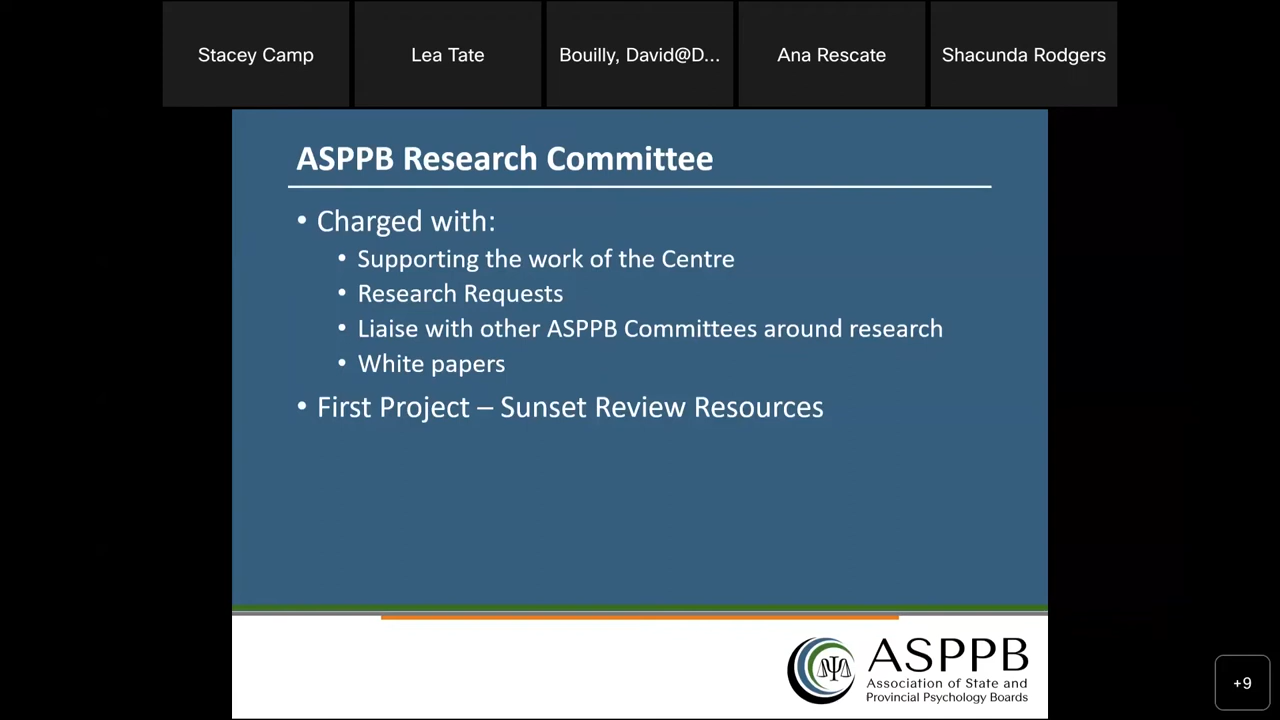 Stacey Camp
Lea Tate
Bouilly, David@D...
Ana Rescate
Shacunda Rodgers
ASPPB Research Committee
• Charged with:
• Supporting the work of the Centre
• Research Requests
• Liaise with other ASPPB Committees around research
• White papers
• First Project – Sunset Review Resources
ASPPB
Association of State and
Provincial Psychology Boards
+9